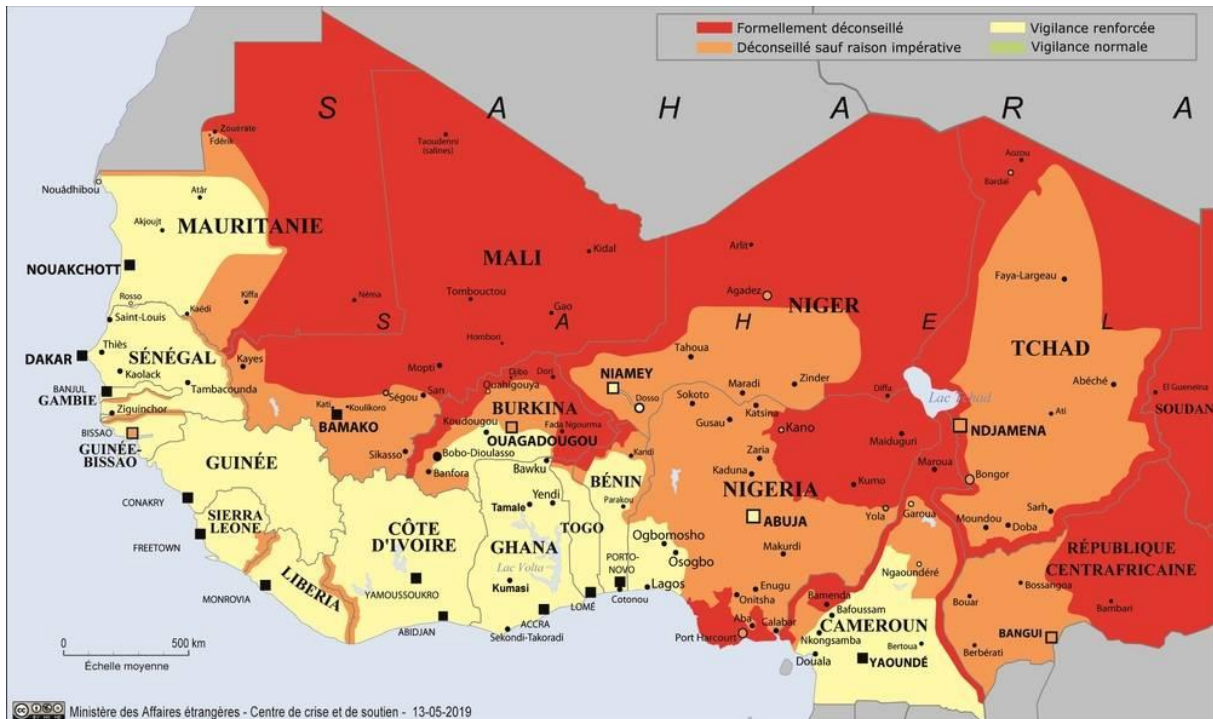 Formellement déconseillé
Déconseillé sauf raison impérative
Vigilance renforcée
Vigilance normale
S A H A R A
Zouérate
Fdérik
Taoudenni
(salines)
Aozou
Bardaï
Nouâdhibou
Atâr
Akjoujt
MAURITANIE
Kidal
Arlit
MALI
NOUAKCHOTT
Faya-Largeau
Rosso
Kiffa
Néma
Tombouctou
Agadez
NIGER
Kaédi
Gao
Saint-Louis
S A H E L
Hombori
Thiès
DAKAR
SÉNÉGAL
Kayes
Mopti
Tahoua
TCHAD
Kaolack
Tambacounda
Djibo
Dori
NIAMEY
Zinder
Abéché
BANJUL
GAMBIE
San
Ségou
Ouahigouya
Maradi
Diffa
El Gueneina
Kati
Koulikoro
BURKINA
Dosso
Sokoto
Katsina
Lac Tchad
SOUDAN
Ziguinchor
BAMAKO
Koudougou
Fada Ngourma
Gusau
Kano
Ati
BISSAO
GUINÉE-
BISSAO
OUAGADOUGOU
Maiduguri
NDJAMENA
Sikasso
Bobo-Dioulasso
Kandi
Zaria
GUINÉE
Banfora
Bawku
Kaduna
Maroua
Bongor
BÉNIN
NIGERIA
Kumo
CONAKRY
Yendi
Parakou
Tamale
Yola
Garoua
Sarh
SIERRA
LEONE
CÔTE
D'IVOIRE
TOGO
ABUJA
Moundou
Doba
GHANA
Ogbomosho
FREETOWN
Osogbo
Makurdi
RÉPUBLIQUE
CENTRAFRICAINE
Lac Volta
PORTO-
NOVO
Ngaoundéré
LIBERIA
Kumasi
Enugu
Bossangoa
MONROVIA
YAMOUSSOUKRO
Lagos
Onitsha
Bamenda
Bouar
Bambari
LOMÉ
Cotonou
Bafoussam
ACCRA
Aba
Calabar
CAMEROUN
ABIDJAN
Sekondi-Takoradi
Port Harcourt
Nkongsamba
Bertoua
BANGUI
Douala
YAOUNDÉ
Berbérati
0 500 km
Échelle moyenne
Ministère des Affaires étrangères - Centre de crise et de soutien - 13-05-2019